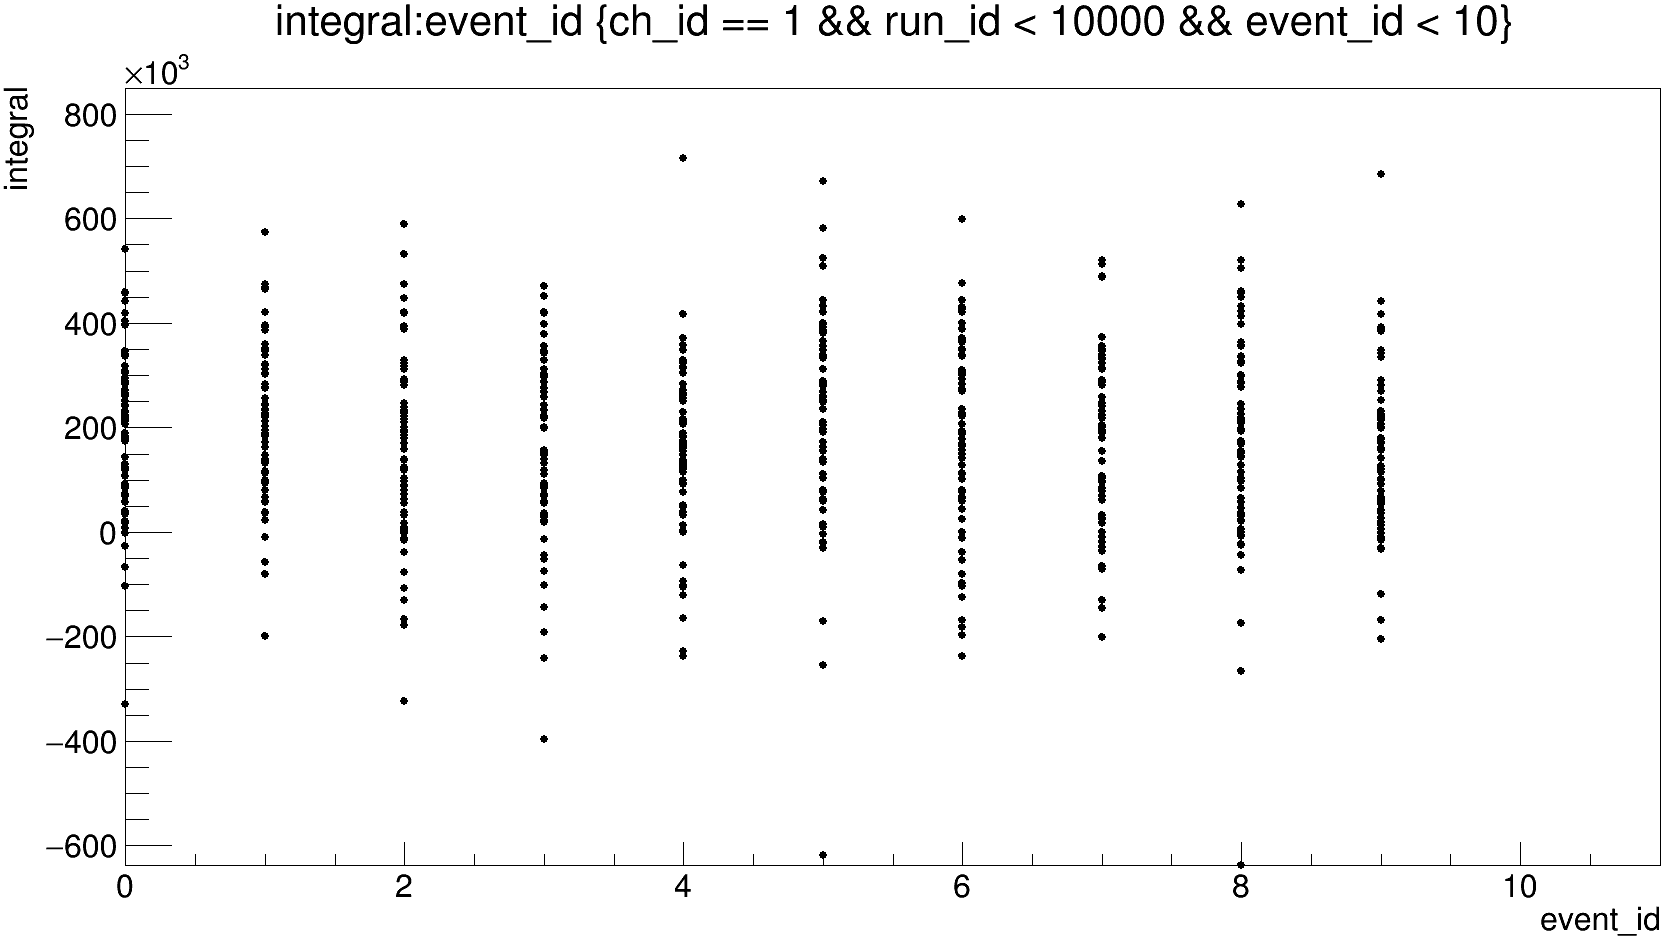 integral:event_id {ch_id == 1 && run_id < 10000 && event_id < 10}
×10³
integral
800
600
400
200
0
−200
−400
−600
0 2 4 6 8 10
event_id